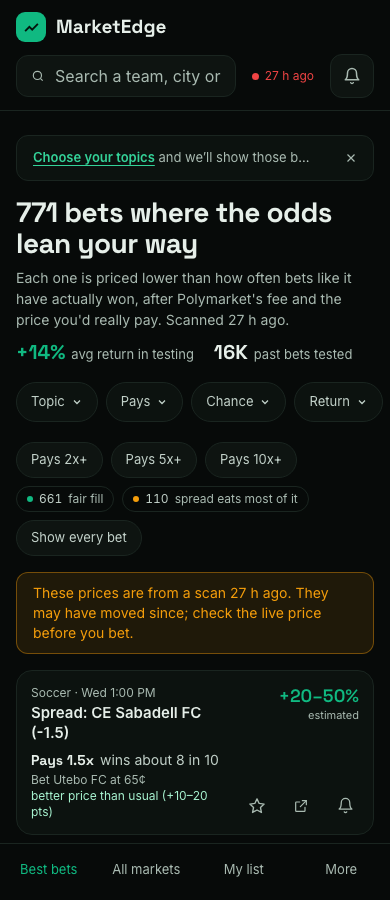 MarketEdge
Search a team, city or
27 h ago
Choose your topics and we'll show those b...
771 bets where the odds
lean your way
Each one is priced lower than how often bets like it
have actually won, after Polymarket's fee and the
price you'd really pay. Scanned 27 h ago.
+14% avg return in testing 16K past bets tested
Topic Pays Chance Return
Pays 2x+ Pays 5x+ Pays 10x+
661 fair fill 110 spread eats most of it
Show every bet
These prices are from a scan 27 h ago. They
may have moved since; check the live price
before you bet.
Soccer · Wed 1:00 PM
+20–50%
Spread: CE Sabadell FC
(-1.5)
estimated
Pays 1.5x wins about 8 in 10
Bet Utebo FC at 65¢
better price than usual (+10–20
pts)
Best bets All markets My list More